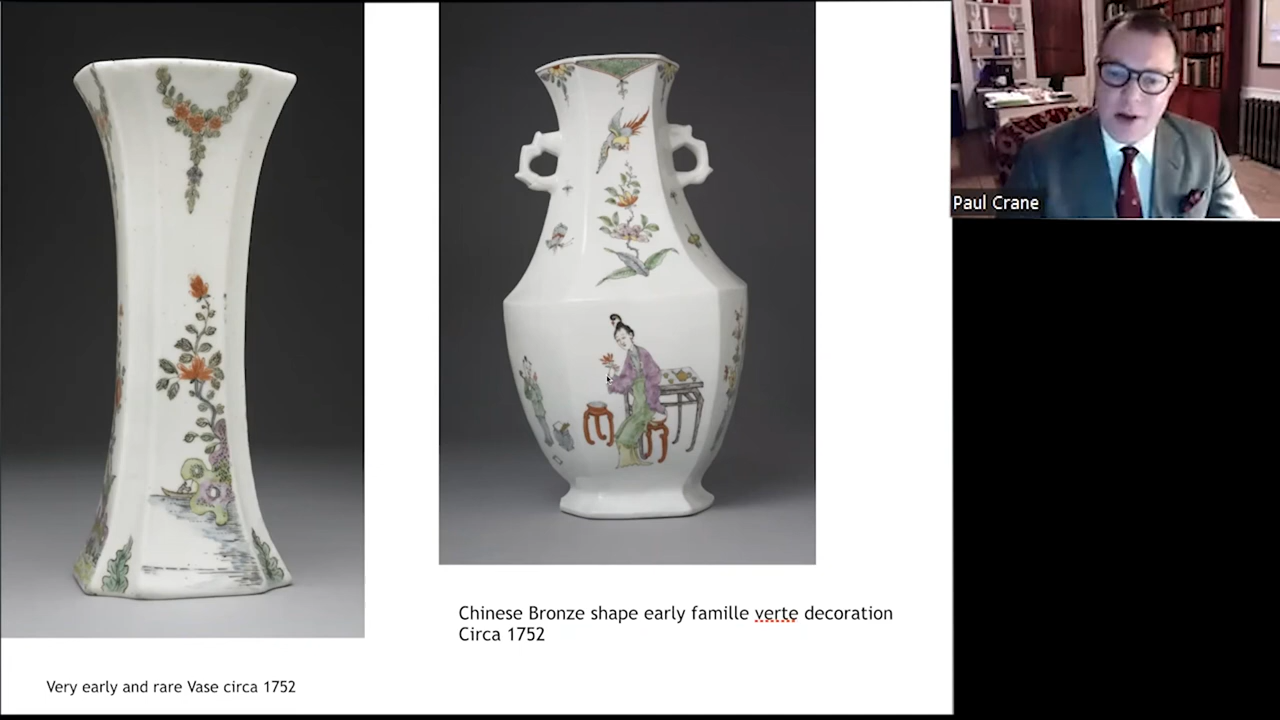 Paul Crane
Chinese Bronze shape early famille verte decoration
Circa 1752
Very early and rare Vase circa 1752